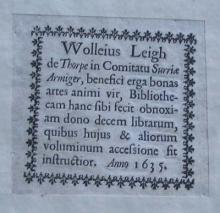 Wolleius Leigh
de Thorpe in Comitatu Surriæ
Armiger, benefici erga bonas
artes animi vir, Bibliothe-
cam hanc sibi fecit obnoxi-
am dono decem librarum,
quibus hujus & aliorum
voluminum accessione fit
instructior. Anno 1635.